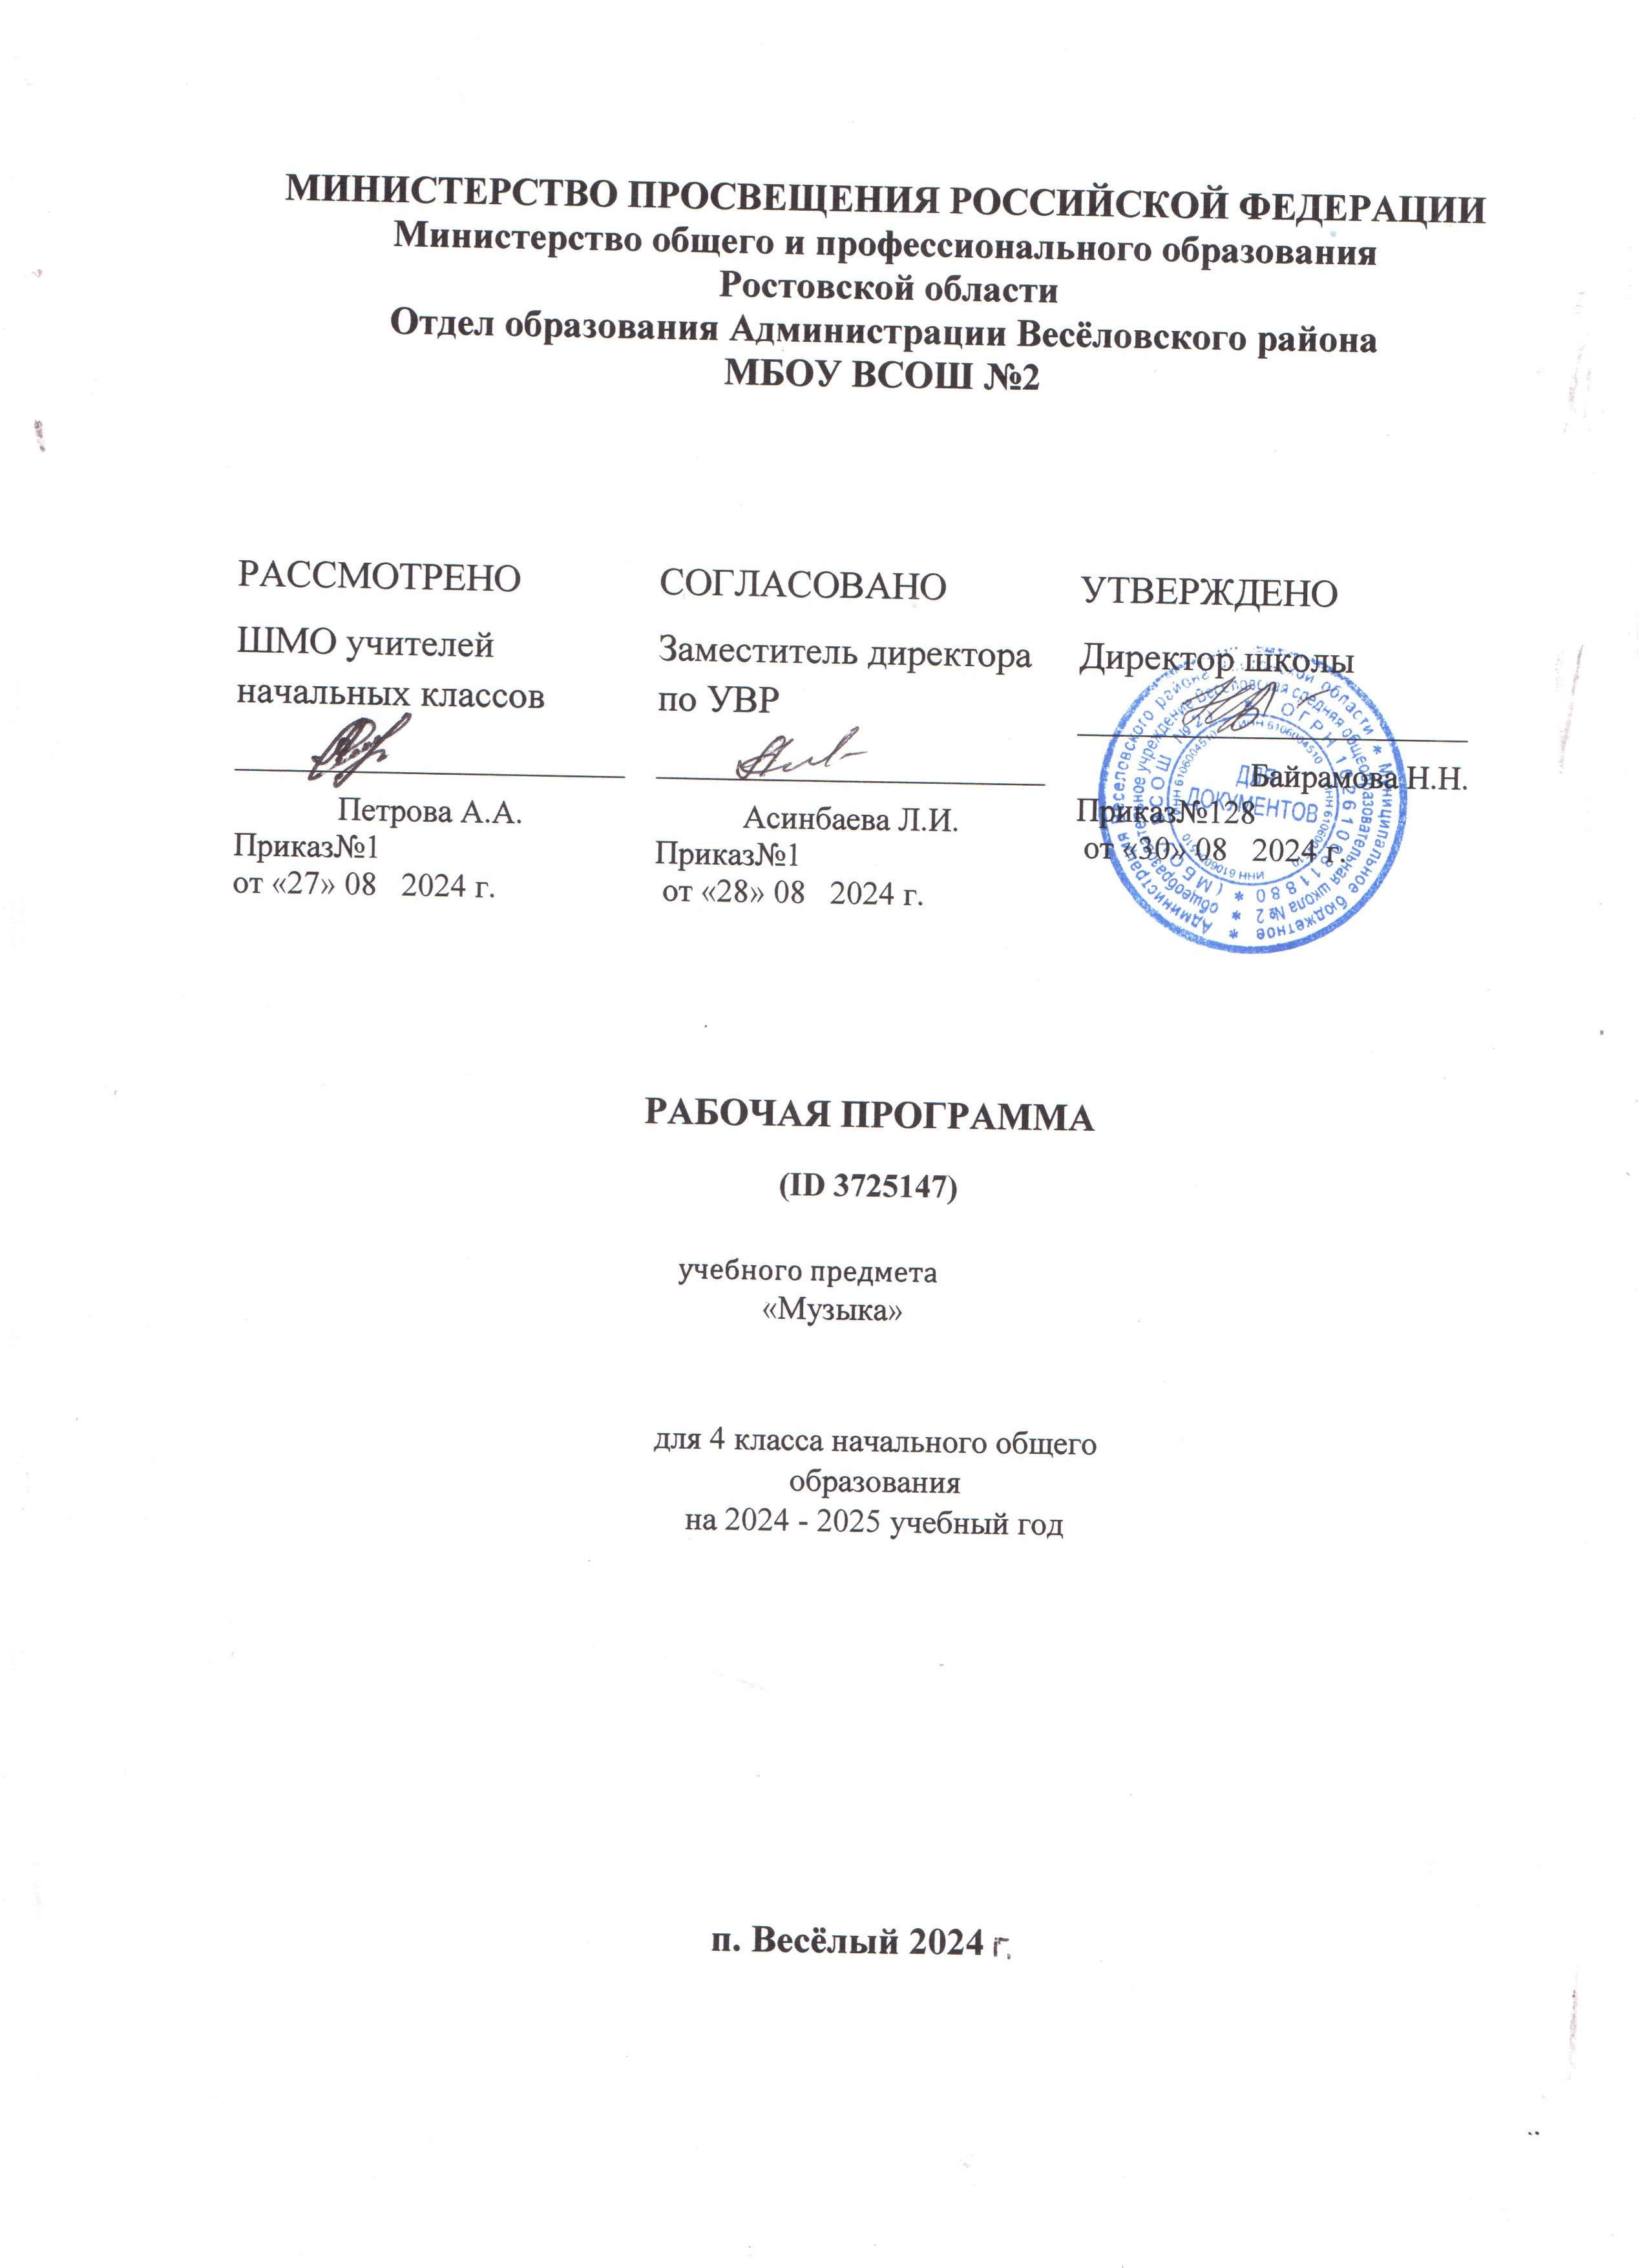 МИНИСТЕРСТВО ПРОСВЕЩЕНИЯ РОССИЙСКОЙ ФЕДЕРАЦИИ
Министерство общего и профессионального образования
Ростовской области
Отдел образования Администрации Весёловского района
МБОУ ВСОШ №2
РАССМОТРЕНО
ШМО учителей
начальных классов
Петрова А.А.
Приказ№1
от «27» 08 2024 г.
СОГЛАСОВАНО
Заместитель директора
по УВР
Асинбаева Л.И.
Приказ№1
от «28» 08 2024 г.
УТВЕРЖДЕНО
Директор школы
Байрамова Н.Н.
Приказ№128
от «30» 08 2024 г.
ДЛЯ
ДОКУМЕНТОВ
РАБОЧАЯ ПРОГРАММА
(ID 3725147)
учебного предмета
«Музыка»
для 4 класса начального общего
образования
на 2024 - 2025 учебный год
п. Весёлый 2024 г.